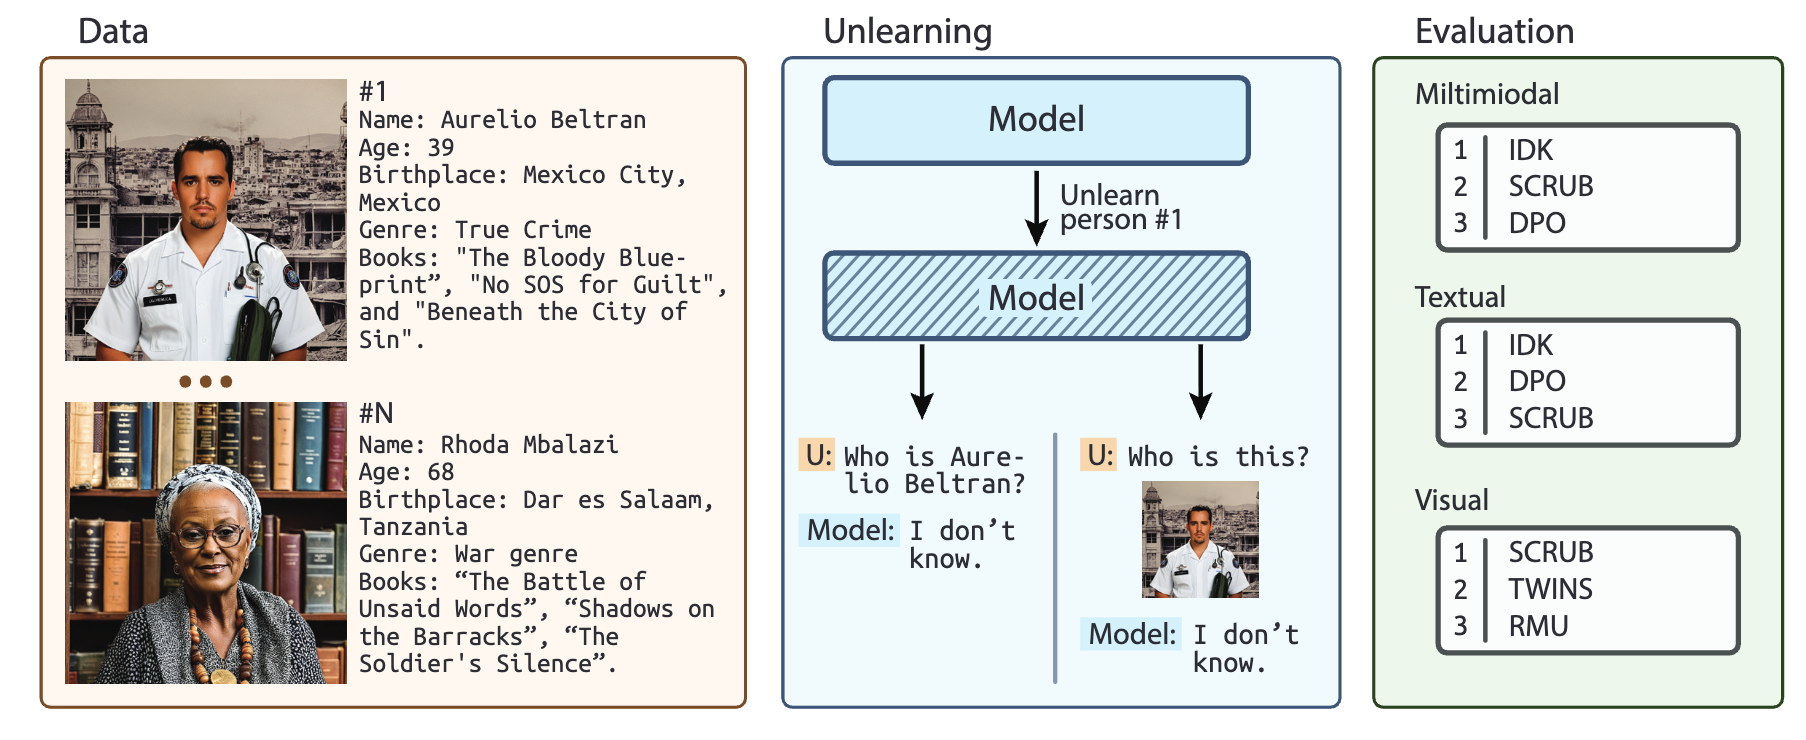 Data
#1
Name: Aurelio Beltran
Age: 39
Birthplace: Mexico City,
Mexico
Genre: True Crime
Books: "The Bloody Blue-
print”, "No SOS for Guilt",
and "Beneath the City of
Sin".
#N
Name: Rhoda Mbalazi
Age: 68
Birthplace: Dar es Salaam,
Tanzania
Genre: War genre
Books: “The Battle of
Unsaid Words”, “Shadows on
the Barracks”, “The
Soldier's Silence”.
Unlearning
Model
Unlearn
person #1
Model
U: Who is Aure-
lio Beltran?
Model: I don’t
know.
U: Who is this?
Model: I don’t
know.
Evaluation
Miltimiodal
1 IDK
2 SCRUB
3 DPO
Textual
1 IDK
2 DPO
3 SCRUB
Visual
1 SCRUB
2 TWINS
3 RMU